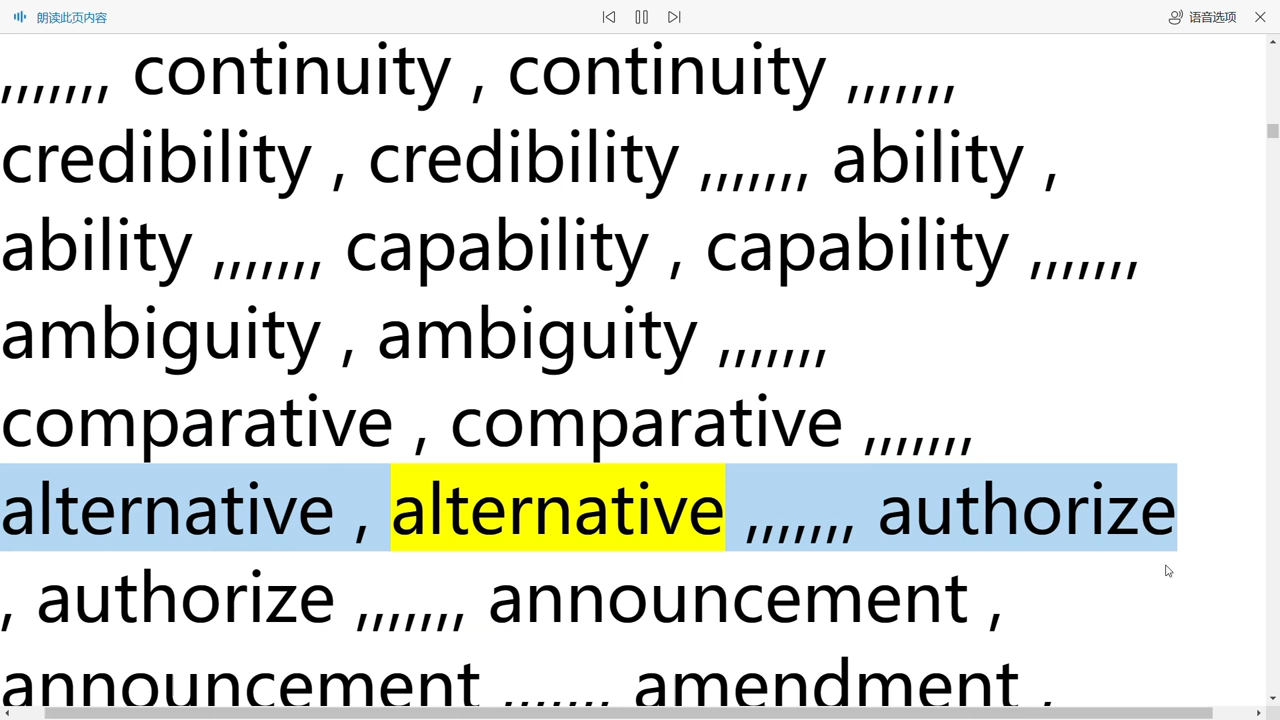 朗读此页内容 语音选项
,,,,,,, continuity , continuity ,,,,,,,
credibility , credibility ,,,,,,, ability ,
ability ,,,,,,, capability , capability ,,,,,,,
ambiguity , ambiguity ,,,,,,,
comparative , comparative ,,,,,,,
alternative , alternative ,,,,,,, authorize
, authorize ,,,,,,, announcement ,
announcement ,,,,,,, amendment ,